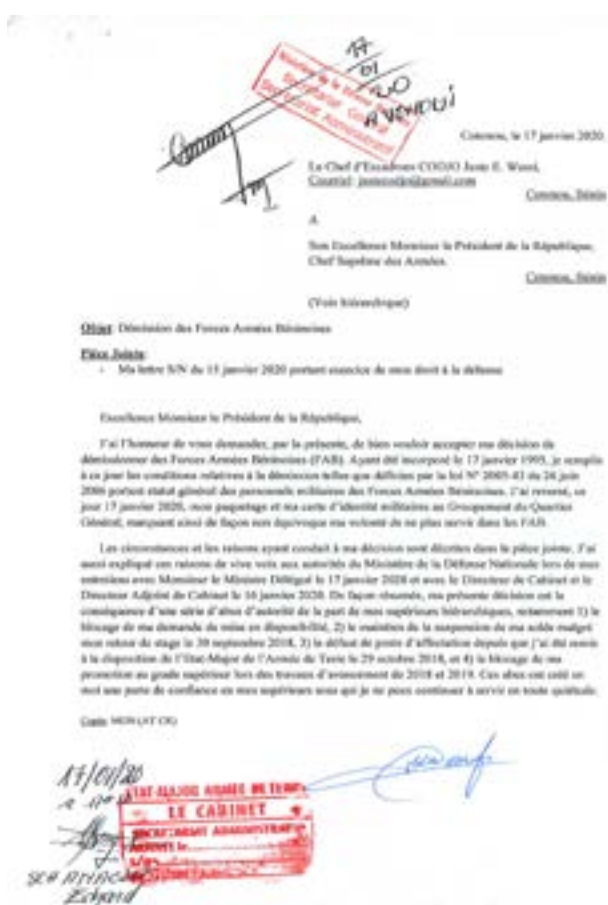 17
01
20
Cotonou, le 17 janvier 2020
Le Chef d'Escadrons CODJO Juste E. Wussi,
Courriel:
Cotonou, Bénin
A
Son Excellence Monsieur le Président de la République,
Chef Suprême des Armées.
Cotonou, Bénin
(Voie hiérarchique)
Objet: Démission des Forces Armées Béninoises
Pièce Jointe:
- Ma lettre S/N du 15 janvier 2020 portant exercice de mon droit à la défense
Excellence Monsieur le Président de la République,
J'ai l'honneur de vous demander, par la présente, de bien vouloir accepter ma décision de
démissionner des Forces Armées Béninoises (FAB). Ayant été incorporé le 17 janvier 1995, je remplis
à ce jour les conditions relatives à la démission telles que définies par la loi N° 2005-43 du 26 juin
2006 portant statut général des personnels militaires des Forces Armées Béninoises. J'ai reversé, ce
jour 17 janvier 2020, mon paquetage et ma carte d'identité militaires au Groupement du Quartier
Général, marquant ainsi de façon non équivoque ma volonté de ne plus servir dans les FAB.
Les circonstances et les raisons ayant conduit à ma décision sont décrites dans la pièce jointe. J'ai
aussi expliqué ces raisons de vive voix aux autorités du Ministère de la Défense Nationale lors de mes
entretiens avec Monsieur le Ministre Délégué le 17 janvier 2020 et avec le Directeur de Cabinet et le
Directeur Adjoint de Cabinet le 16 janvier 2020. De façon résumée, ma présente décision est la
conséquence d'une série d'abus d'autorité de la part de mes supérieurs hiérarchiques, notamment 1) le
blocage de ma demande de mise en disponibilité, 2) le maintien de la suspension de ma solde malgré
mon retour de stage le 30 septembre 2018, 3) le défaut de poste d'affectation depuis que j'ai été remis
à la disposition de l'Etat-Major de l'Armée de Terre le 29 octobre 2018, et 4) le blocage de ma
promotion au grade supérieur lors des travaux d'avancement de 2018 et 2019. Ces abus ont créé en
moi une perte de confiance en mes supérieurs sous qui je ne peux continuer à servir en toute quiétude.
Copie:
17/01/20
ETAT-MAJOR ARMEE DE TERRE
LE CABINET
SECRETARIAT ADMINISTRATIF